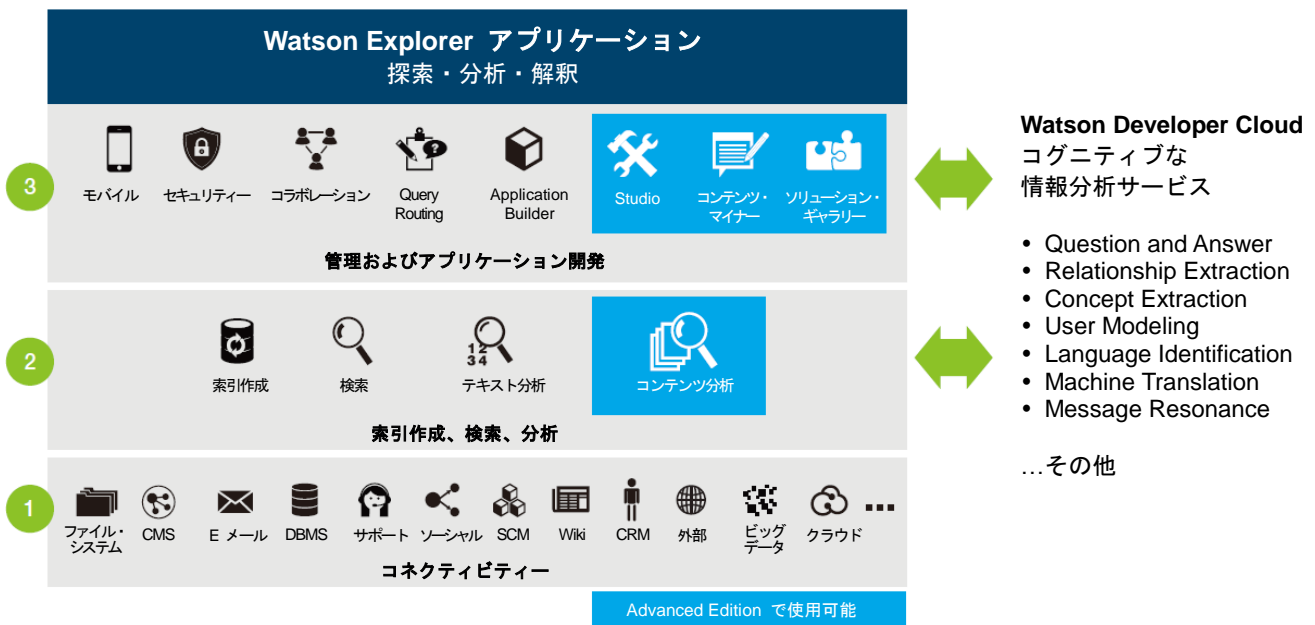 Watson Explorer アプリケーション
探索・分析・解釈
3
モバイル
セキュリティー
コラボレーション
Query
Routing
Application
Builder
Studio
コンテンツ・
マイナー
ソリューション・
ギャラリー
管理およびアプリケーション開発
2
索引作成
検索
1 2
3 4
テキスト分析
コンテンツ分析
索引作成、検索、分析
1
ファイル・
システム
CMS
E メール
DBMS
サポート
ソーシャル
SCM
Wiki
CRM
外部
ビッグ
データ
クラウド
...
コネクティビティー
Advanced Edition で使用可能
Watson Developer Cloud
コグニティブな
情報分析サービス
• Question and Answer
• Relationship Extraction
• Concept Extraction
• User Modeling
• Language Identification
• Machine Translation
• Message Resonance
…その他